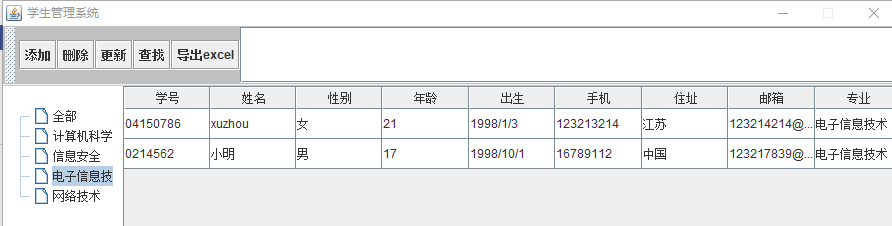 学生管理系统
添加 删除 更新 查找 导出excel
学号 姓名 性别 年龄 出生 手机 住址 邮箱 专业
04150786 xuzhou 女 21 1998/1/3 123213214 江苏 123214214@... 电子信息技术
0214562 小明 男 17 1998/10/1 16789112 中国 123217839@... 电子信息技术
全部
计算机科学
信息安全
电子信息技
网络技术